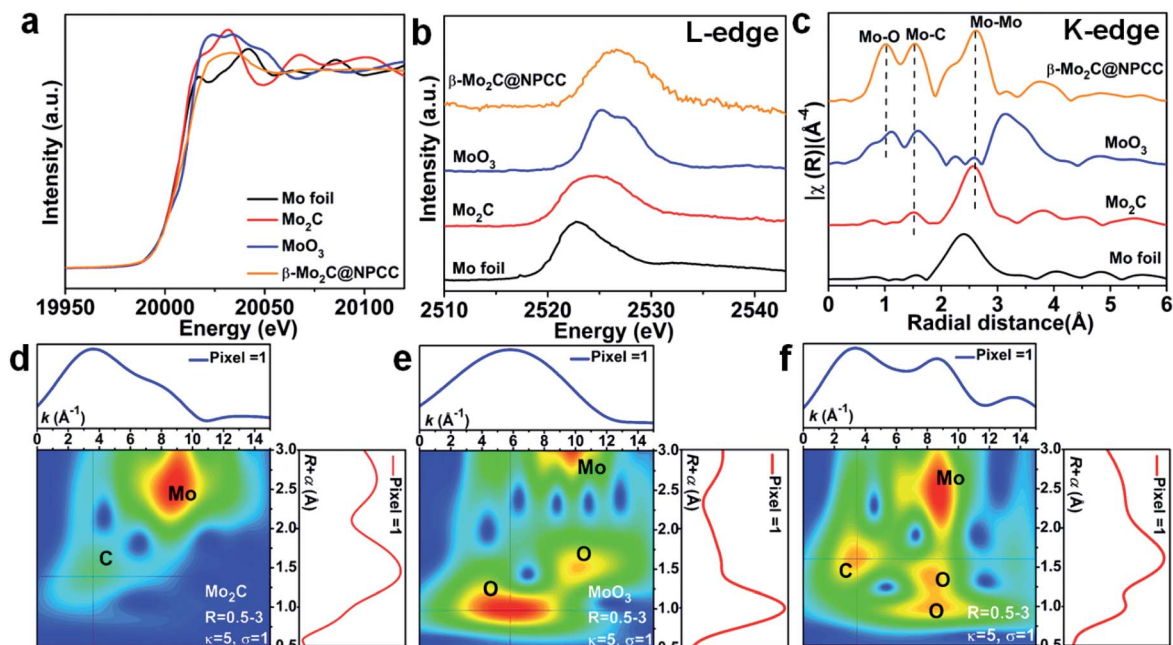 a
Intensity (a.u.)
Mo foil
Mo₂C
MoO₃
β-Mo₂C@NPCC
19950 20000 20050 20100
Energy (eV)
b
L-edge
Intensity (a.u.)
β-Mo₂C@NPCC
MoO₃
Mo₂C
Mo foil
2510 2520 2530 2540
Energy (eV)
c
K-edge
|χ (R)|(Å⁻⁴)
Mo-O Mo-C Mo-Mo
β-Mo₂C@NPCC
MoO₃
Mo₂C
Mo foil
0 1 2 3 4 5 6
Radial distance(Å)
d
Pixel =1
k (Å⁻¹)
0 2 4 6 8 10 12 14
Mo
C
Mo₂C
R=0.5-3
κ=5, σ=1
3.0
2.5
2.0
1.5
1.0
0.5
R+α (Å)
Pixel =1
e
Pixel =1
k (Å⁻¹)
0 2 4 6 8 10 12 14
Mo
O
O
MoO₃
R=0.5-3
κ=5, σ=1
3.0
2.5
2.0
1.5
1.0
0.5
R+α (Å)
Pixel =1
f
Pixel =1
k (Å⁻¹)
0 2 4 6 8 10 12 14
Mo
C
O
O
R=0.5-3
κ=5, σ=1
3.0
2.5
2.0
1.5
1.0
0.5
R+α (Å)
Pixel =1